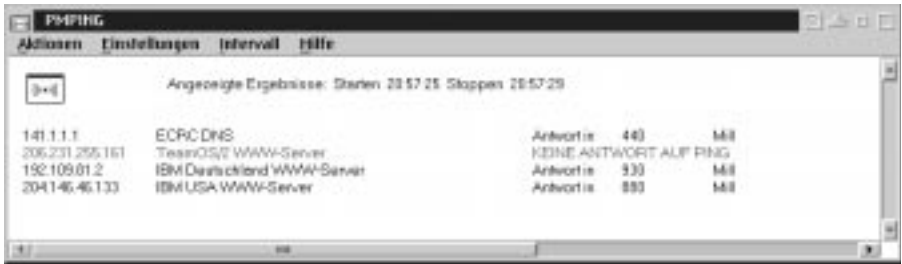 PMPING
Aktionen Einstellungen Intervall Hilfe
Angezeigte Ergebnisse: Starten 20:57:25 Stoppen 20:57:29
141.1.1.1 ECRC DNS Antwort in 440 Mill
206.231.255.161 TeamOS/2 WWW-Server KEINE ANTWORT AUF PING
192.109.81.2 IBM Deutschland WWW-Server Antwort in 930 Mill
204.146.46.133 IBM USA WWW-Server Antwort in 880 Mill